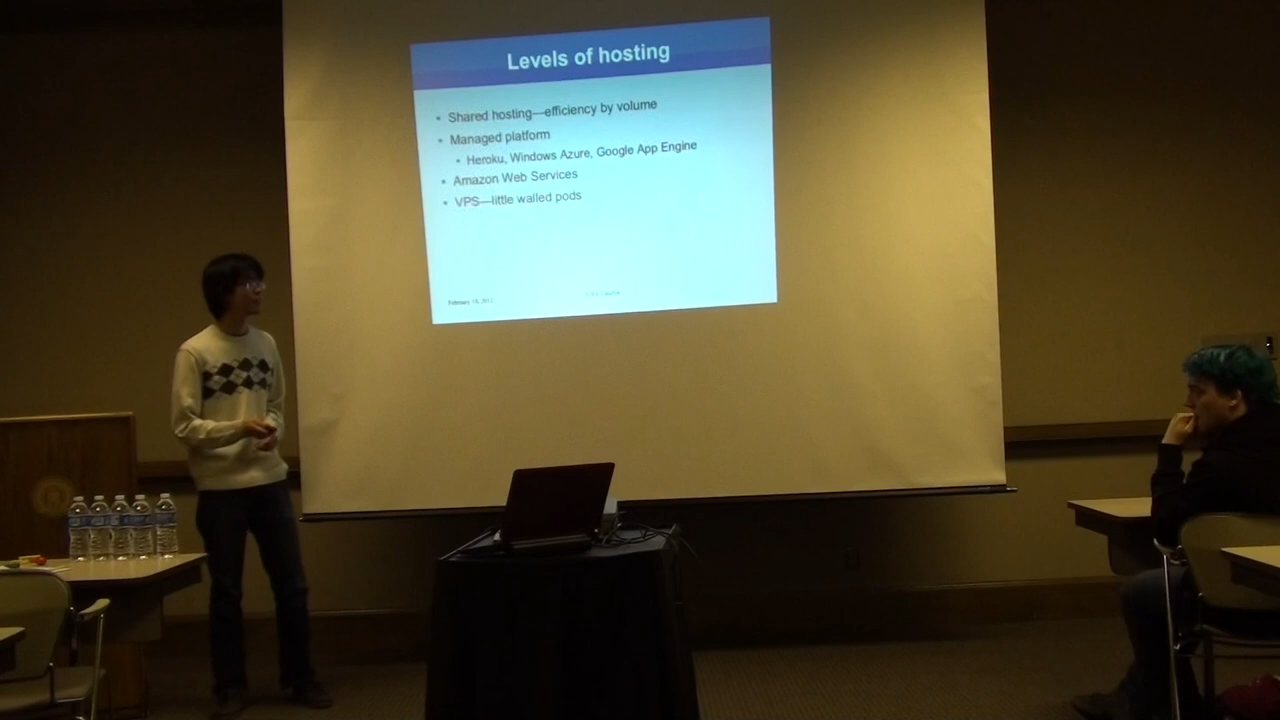 Levels of hosting
• Shared hosting—efficiency by volume
• Managed platform
• Heroku, Windows Azure, Google App Engine
• Amazon Web Services
• VPS—little walled pods
February